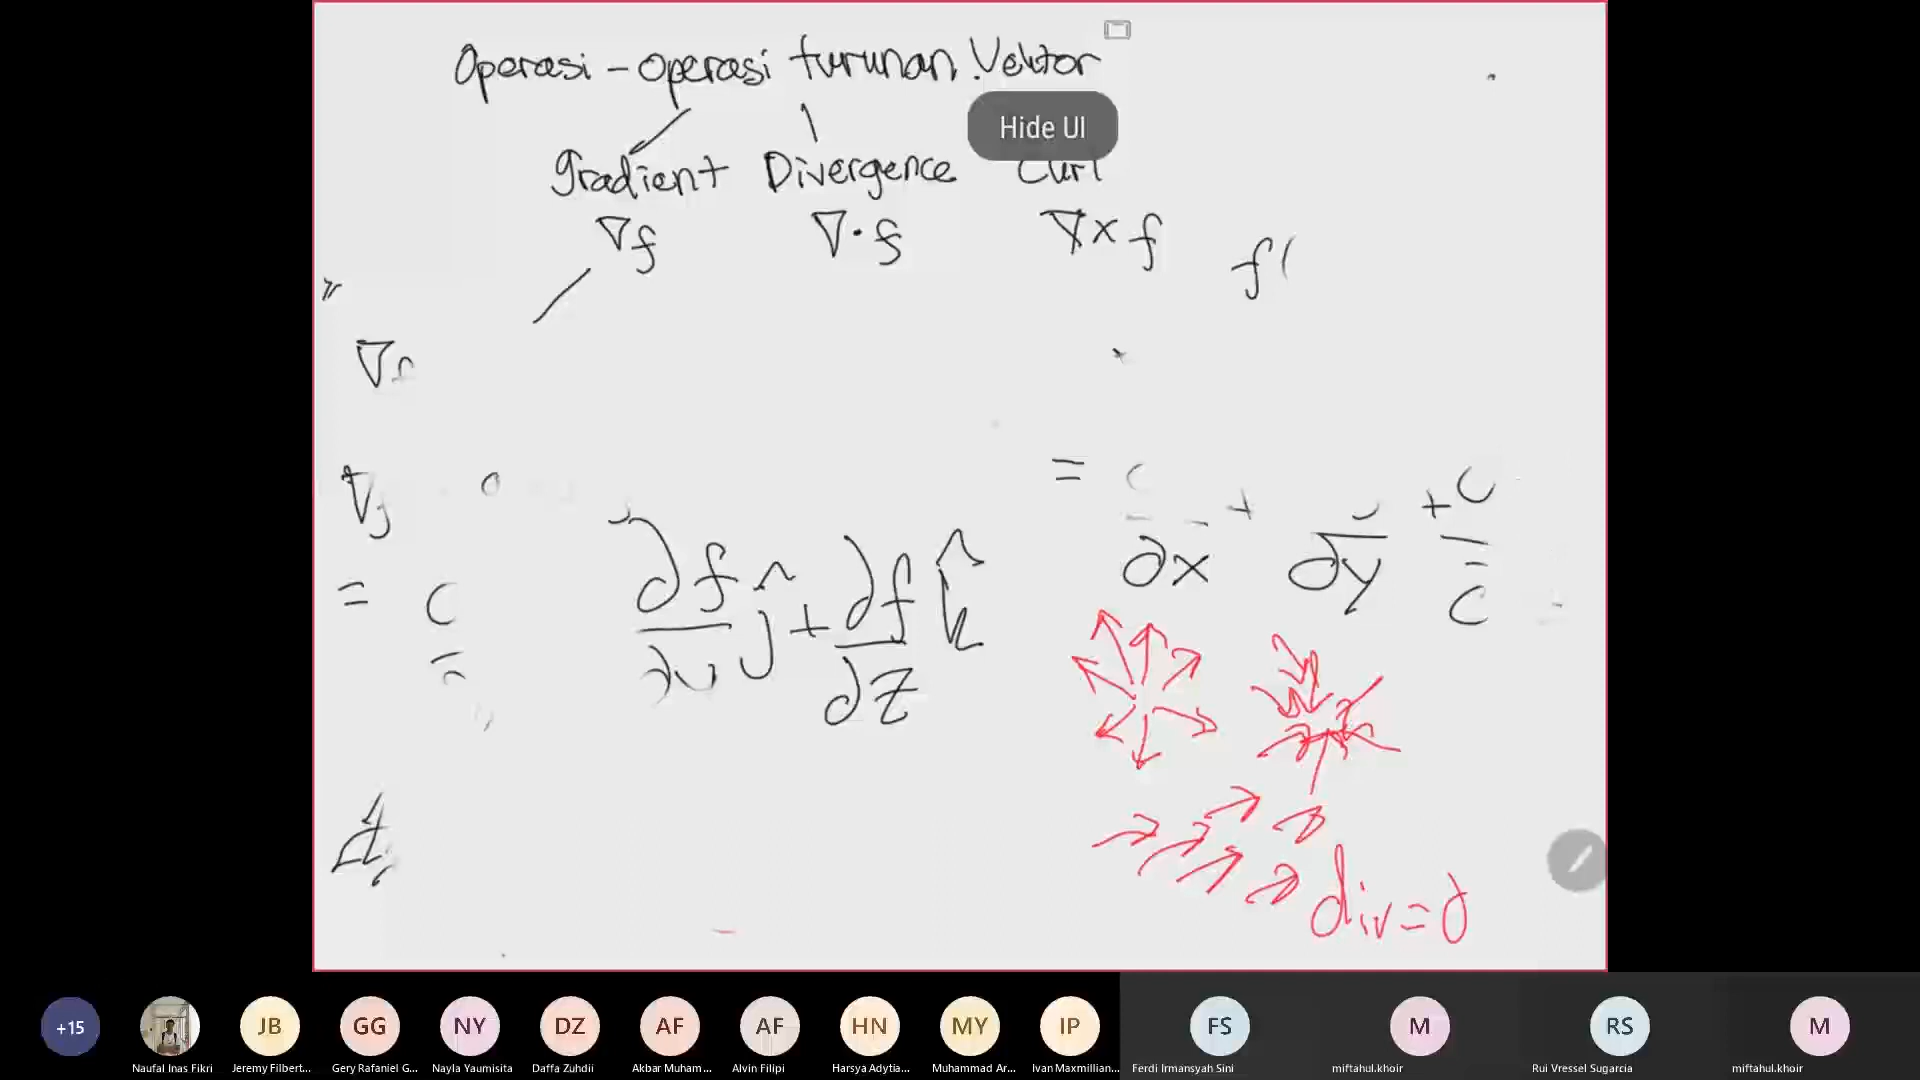 Operasi - operasi turunan Vektor
Hide UI
Gradient Divergence Curl
∇f ∇·f ∇×f f(
∇f
=
∂x + ∂y +
= ∂f ĵ + ∂f k̂
∂z
div=0
+15
JB GG NY DZ AF AF HN MY IP FS M RS M
Naufal Inas Fikri Jeremy Filbert... Gery Rafaniel G... Nayla Yaumisita Daffa Zuhdii Akbar Muham... Alvin Filipi Harsya Adytia... Muhammad Ar... Ivan Maxmillian... Ferdi Irmansyah Sini miftahul.khoir Rui Vressel Sugarcia miftahul.khoir